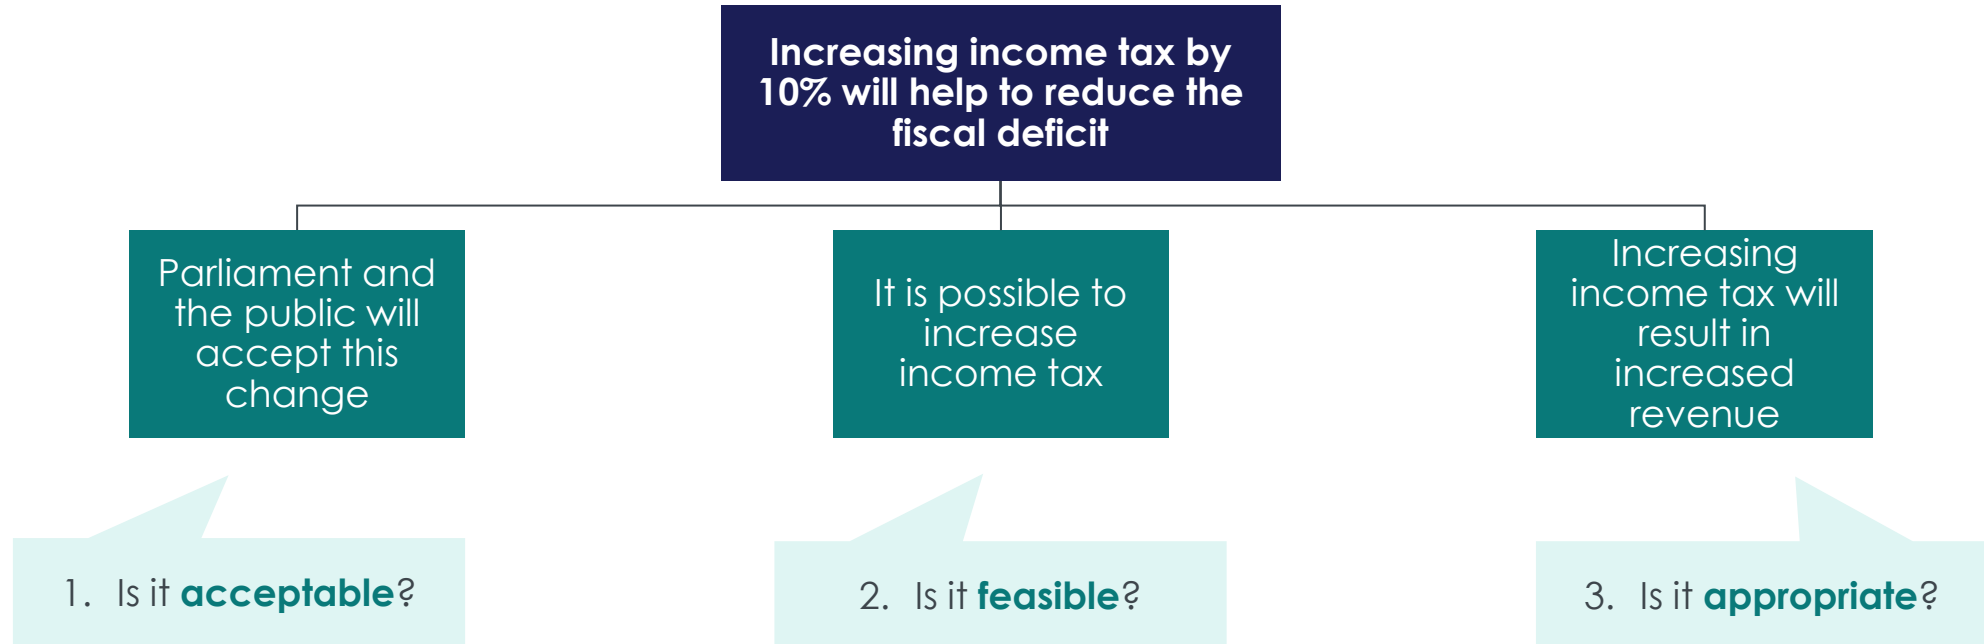 Increasing income tax by
10% will help to reduce the
fiscal deficit
Parliament and
the public will
accept this
change
It is possible to
increase
income tax
Increasing
income tax will
result in
increased
revenue
1. Is it acceptable?
2. Is it feasible?
3. Is it appropriate?